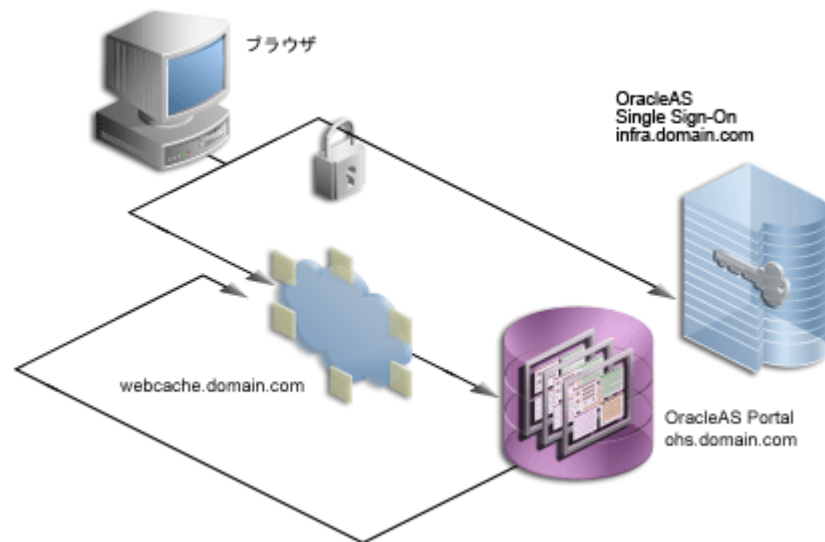 ブラウザ
OracleAS
Single Sign-On
infra.domain.com
webcache.domain.com
OracleAS Portal
ohs.domain.com